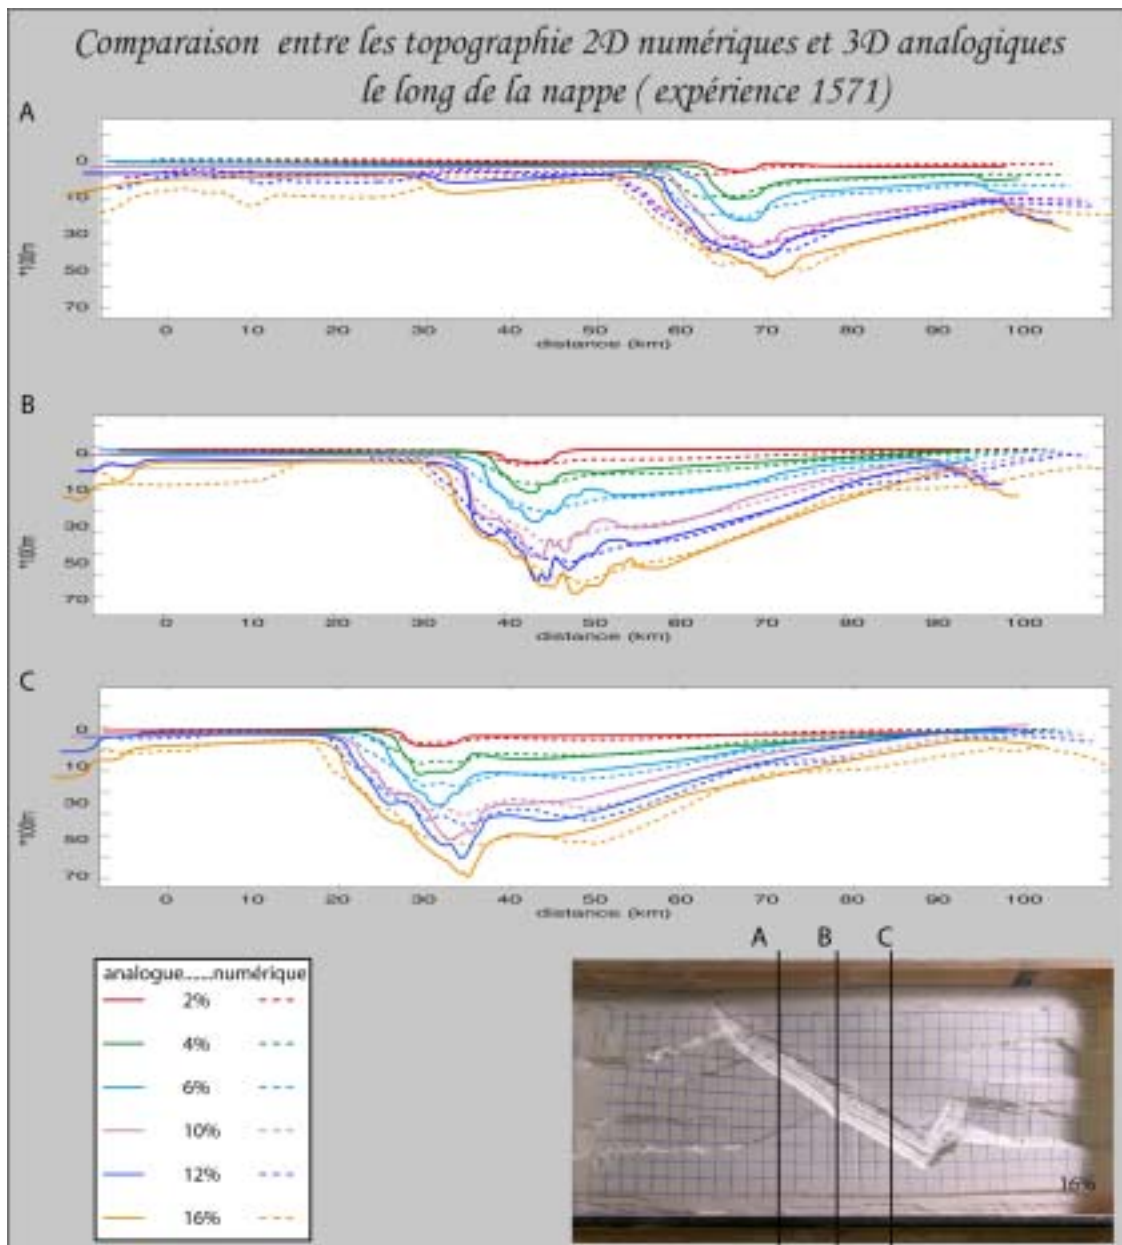 Comparaison entre les topographie 2D numériques et 3D analogiques
le long de la nappe ( expérience 1571)
A
0
10
30
50
70
*100m
0 10 20 30 40 50 60 70 80 90 100
distance (km)
B
0
10
30
50
70
*100m
0 10 20 30 40 50 60 70 80 90 100
distance (km)
C
0
10
30
50
70
*100m
0 10 20 30 40 50 60 70 80 90 100
distance (km)
analogue.....numérique
2%
4%
6%
10%
12%
16%
A B C
16%